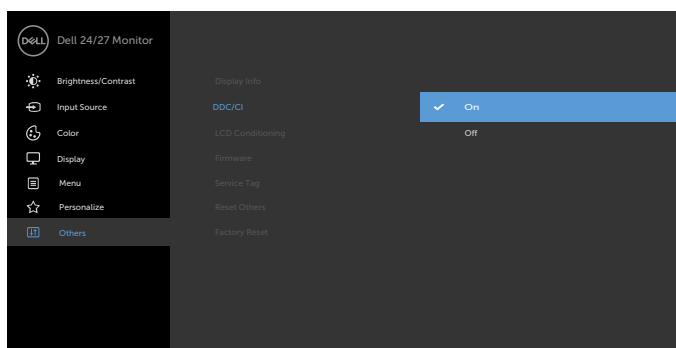 DELL
Dell 24/27 Monitor
Brightness/Contrast
Input Source
Color
Display
Menu
Personalize
Others
Display Info
DDC/CI
LCD Conditioning
Firmware
Service Tag
Reset Others
Factory Reset
On
Off